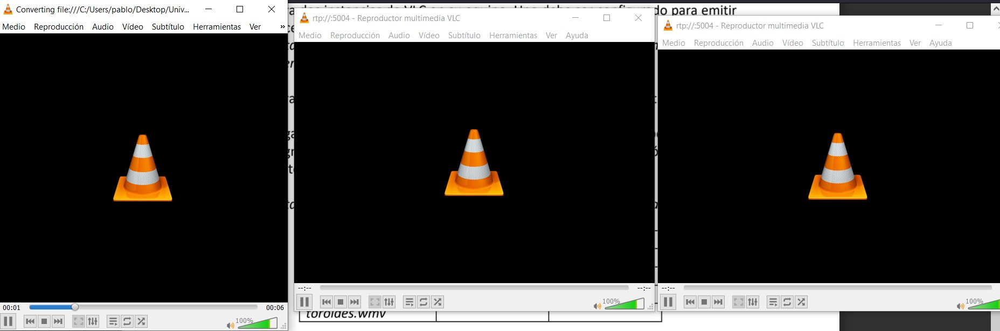 Converting file:///C:/Users/pablo/Desktop/Univ...
Medio Reproducción Audio Vídeo Subtítulo Herramientas Ver »
00:01 00:06
100%
para emitir
rtp://:5004 - Reproductor multimedia VLC
Medio Reproducción Audio Vídeo Subtítulo Herramientas Ver Ayuda
--:-- --:--
100%
toroides.wmv
rtp://:5004 - Reproductor multimedia VLC
Medio Reproducción Audio Vídeo Subtítulo Herramientas Ver Ayuda
--:--
100%